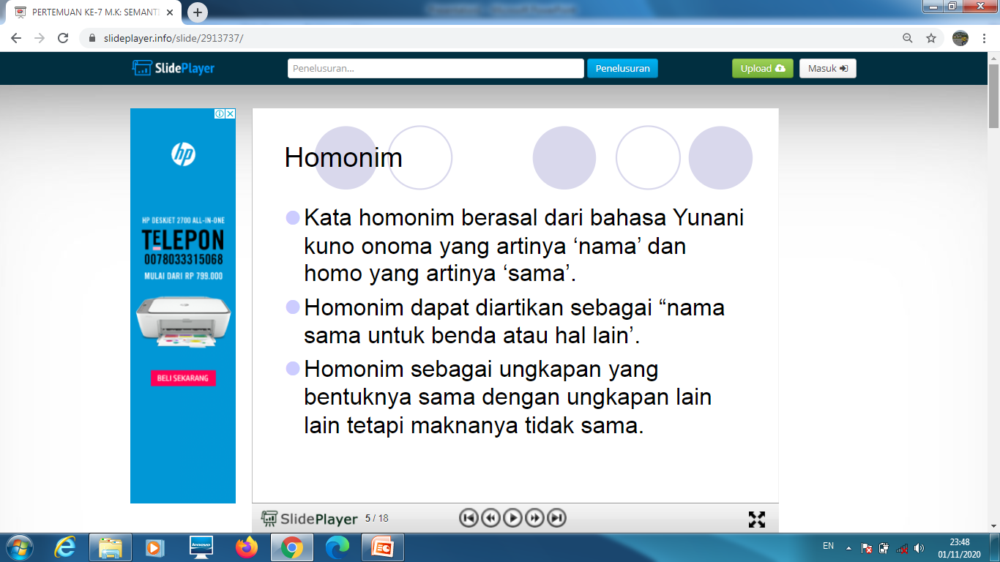 PERTEMUAN KE-7 M.K: SEMANTI
slideplayer.info/slide/2913737/
SlidePlayer
Penelusuran...
Penelusuran
Upload
Masuk
hp
HP DESKJET 2700 ALL-IN-ONE
TELEPON
0078033315068
MULAI DARI RP 799.000
BELI SEKARANG
Homonim
Kata homonim berasal dari bahasa Yunani
kuno onoma yang artinya ‘nama’ dan
homo yang artinya ‘sama’.
Homonim dapat diartikan sebagai “nama
sama untuk benda atau hal lain’.
Homonim sebagai ungkapan yang
bentuknya sama dengan ungkapan lain
lain tetapi maknanya tidak sama.
SlidePlayer 5 / 18
lenovo
EN
23:48
01/11/2020